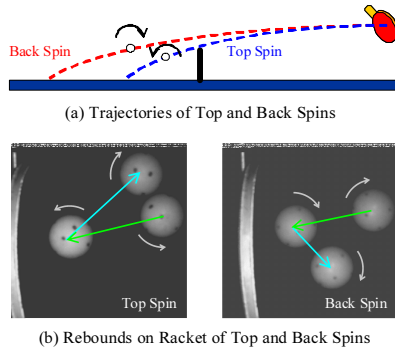 Back Spin
Top Spin
(a) Trajectories of Top and Back Spins
Top Spin
Back Spin
(b) Rebounds on Racket of Top and Back Spins